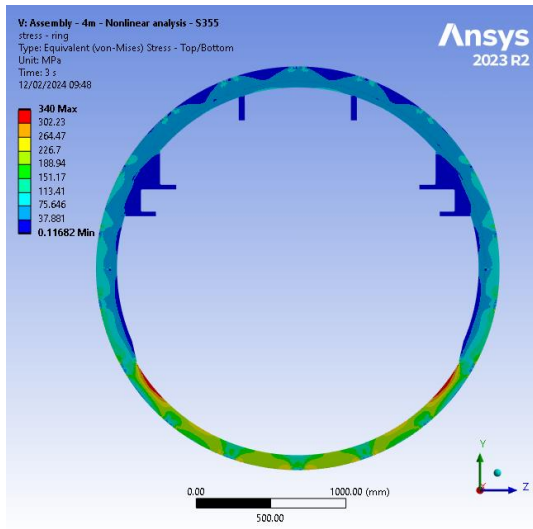 V: Assembly - 4m - Nonlinear analysis - S355
stress - ring
Type: Equivalent (von-Mises) Stress - Top/Bottom
Unit: MPa
Time: 3 s
12/02/2024 09:48
340 Max
302.23
264.47
226.7
188.94
151.17
113.41
75.646
37.881
0.11682 Min
Ansys
2023 R2
Y
Z
X
0.00 1000.00 (mm)
500.00